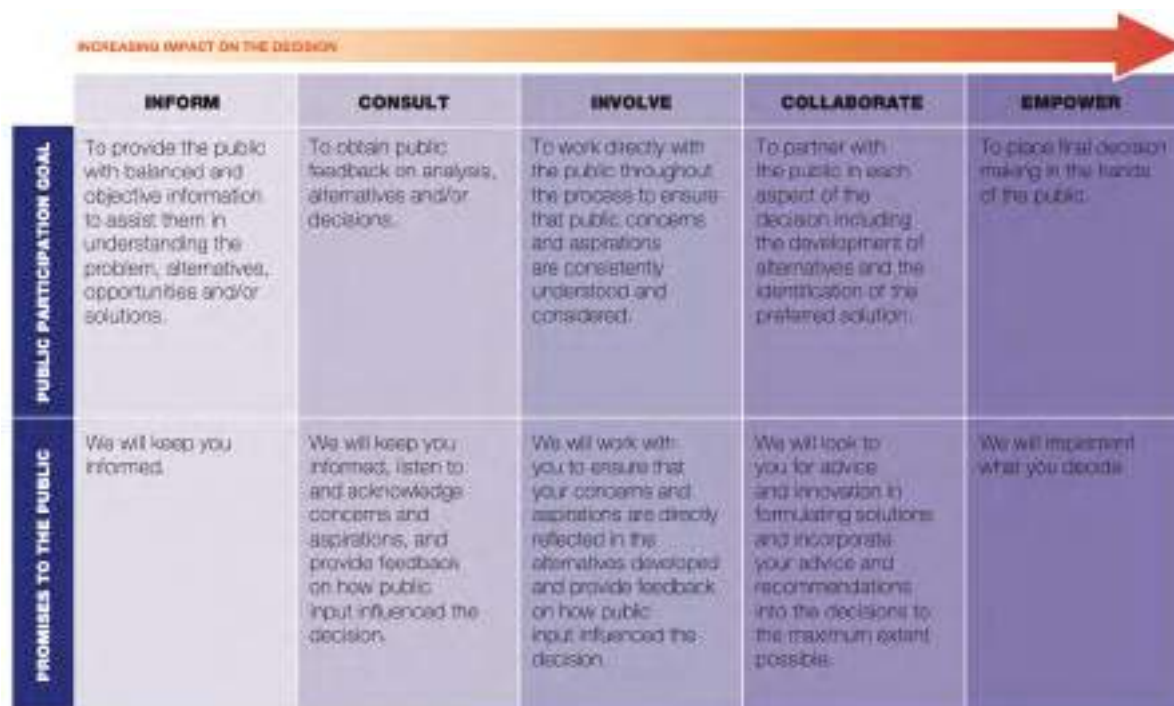 INCREASING IMPACT ON THE DECISION
INFORM
CONSULT
INVOLVE
COLLABORATE
EMPOWER
PUBLIC PARTICIPATION GOAL
To provide the public
with balanced and
objective information
to assist them in
understanding the
problem, alternatives,
opportunities and/or
solutions.
To obtain public
feedback on analysis,
alternatives and/or
decisions.
To work directly with
the public throughout
the process to ensure
that public concerns
and aspirations
are consistently
understood and
considered.
To partner with
the public in each
aspect of the
decision including
the development of
alternatives and the
identification of the
preferred solution.
To place final decision
making in the hands
of the public.
PROMISES TO THE PUBLIC
We will keep you
informed.
We will keep you
informed, listen to
and acknowledge
concerns and
aspirations, and
provide feedback
on how public
input influenced the
decision.
We will work with
you to ensure that
your concerns and
aspirations are directly
reflected in the
alternatives developed
and provide feedback
on how public
input influenced the
decision.
We will look to
you for advice
and innovation in
formulating solutions
and incorporate
your advice and
recommendations
into the decisions to
the maximum extent
possible.
We will implement
what you decide.